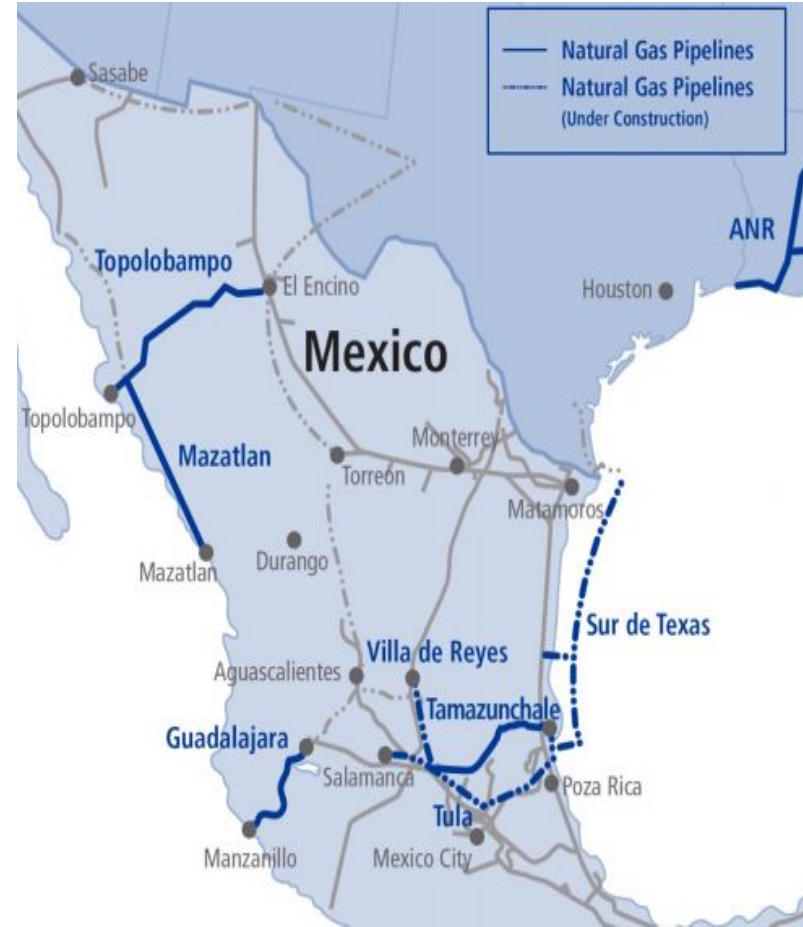 Natural Gas Pipelines
Natural Gas Pipelines
(Under Construction)
Sasabe
ANR
Topolobampo
El Encino
Houston
Mexico
Topolobampo
Monterrey
Mazatlan
Torreon
Matamoros
Durango
Mazatlan
Sur de Texas
Villa de Reyes
Aguascalientes
Tamazunchale
Guadalajara
Salamanca
Poza Rica
Tula
Manzanillo
Mexico City